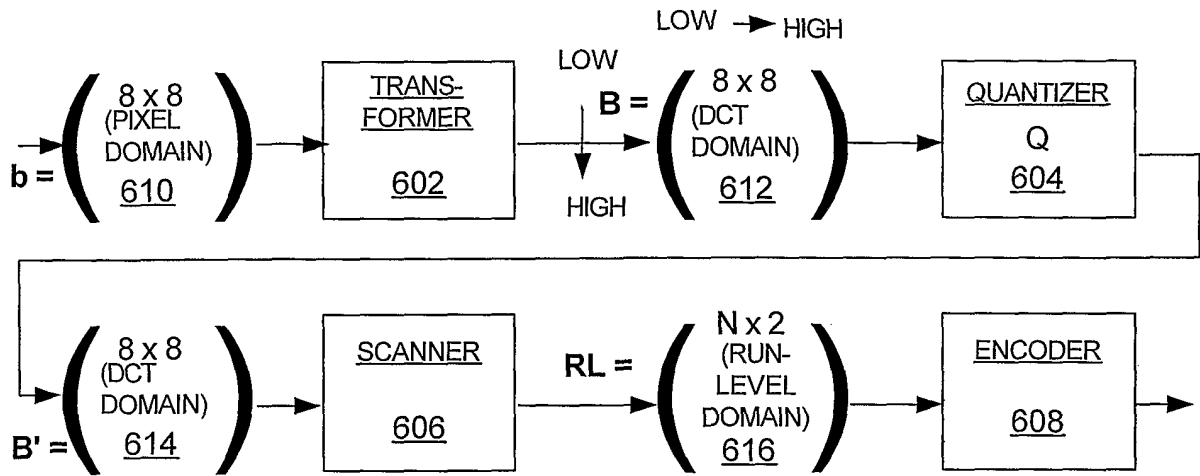 LOW HIGH
LOW
HIGH
b =
8 x 8
(PIXEL
DOMAIN)
610
TRANS-
FORMER
602
B =
8 x 8
(DCT
DOMAIN)
612
QUANTIZER
Q
604
B' =
8 x 8
(DCT
DOMAIN)
614
SCANNER
606
RL =
N x 2
(RUN-
LEVEL
DOMAIN)
616
ENCODER
608